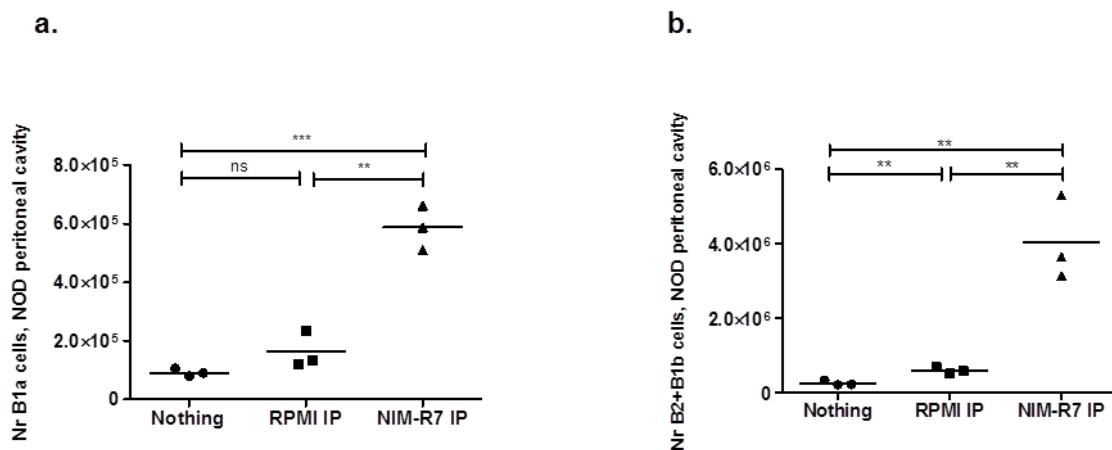 a.
Nr B1a cells, NOD peritoneal cavity
***
ns
**
8.0×10⁵
6.0×10⁵
4.0×10⁵
2.0×10⁵
0
Nothing RPMI IP NIM-R7 IP
b.
Nr B2+B1b cells, NOD peritoneal cavity
**
** **
6.0×10⁶
4.0×10⁶
2.0×10⁶
0
Nothing RPMI IP NIM-R7 IP